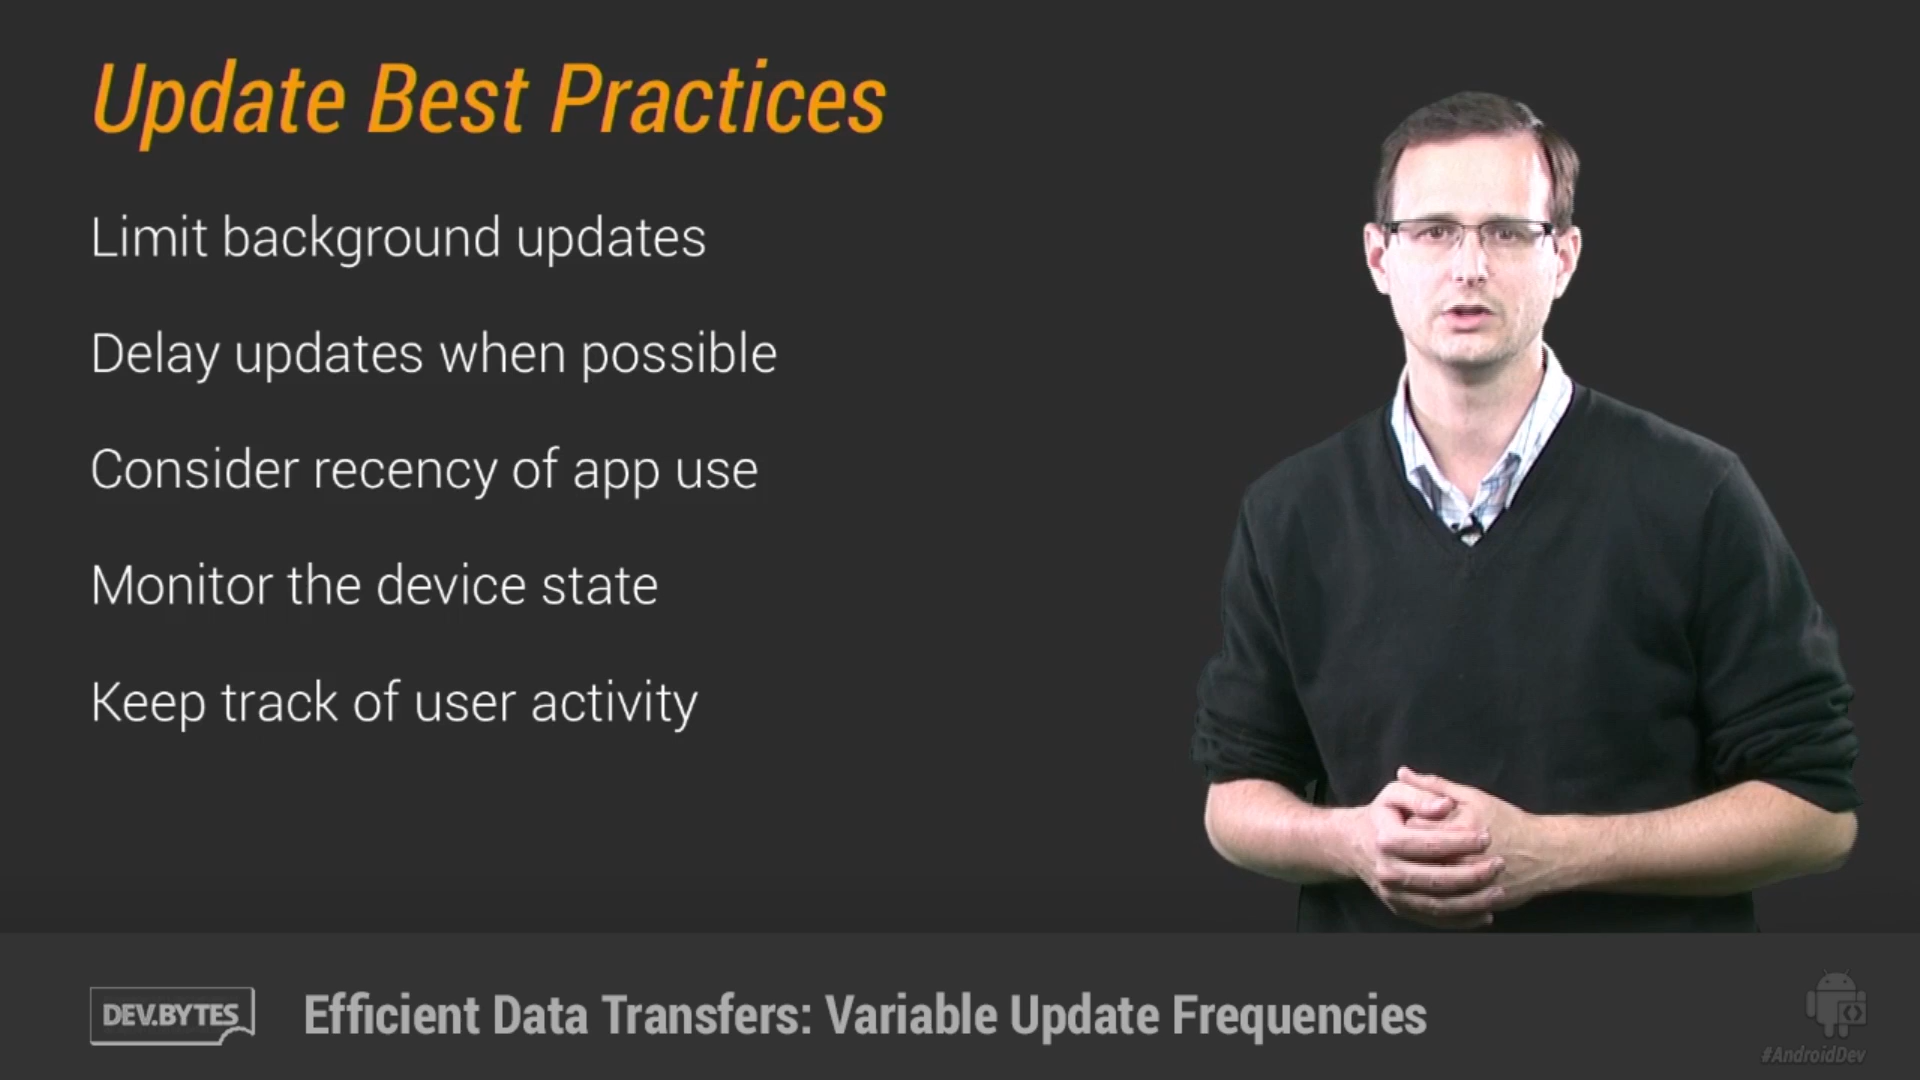 Update Best Practices
Limit background updates
Delay updates when possible
Consider recency of app use
Monitor the device state
Keep track of user activity
DEV.BYTES
Efficient Data Transfers: Variable Update Frequencies
#AndroidDev